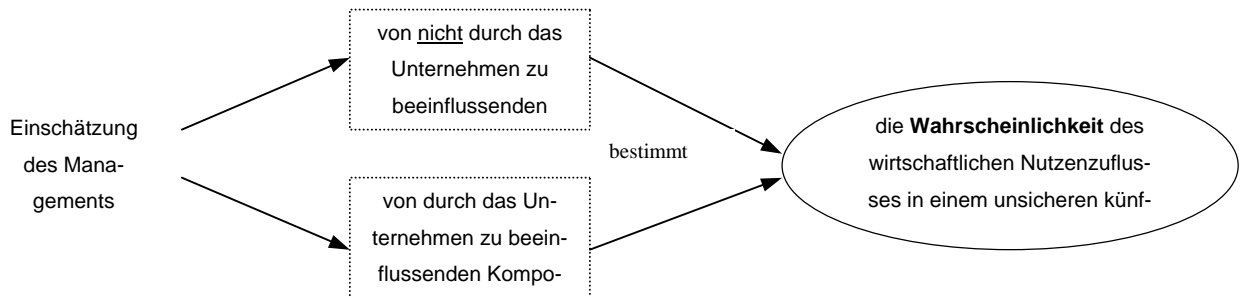 Einschätzung
des Mana-
gements
von nicht durch das
Unternehmen zu
beeinflussenden
von durch das Un-
ternehmen zu beein-
flussenden Kompo-
bestimmt
die Wahrscheinlichkeit des
wirtschaftlichen Nutzenzuflus-
ses in einem unsicheren künf-